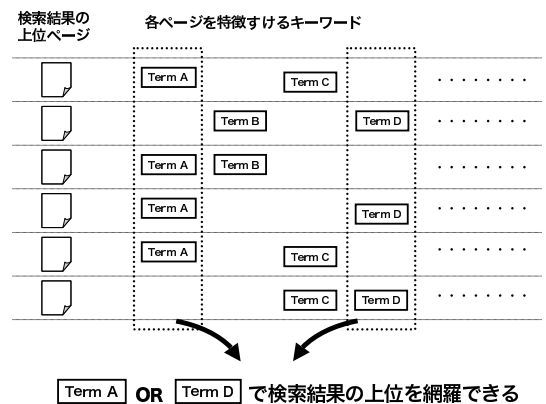 検索結果の
上位ページ
各ページを特徴すけるキーワード
Term A Term C ········
Term B Term D ········
Term A Term B ········
Term A Term D ········
Term A Term C ········
Term C Term D ········
Term A OR Term D で検索結果の上位を網羅できる